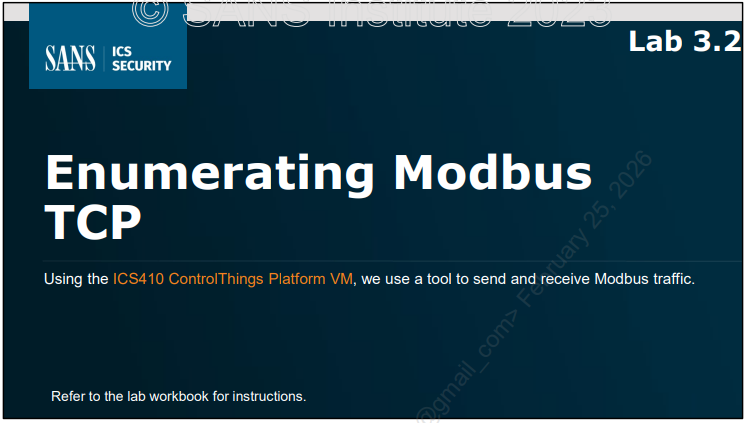 © SANS Institute 2026
SANS ICS
SECURITY
Lab 3.2
Enumerating Modbus
TCP
Using the ICS410 ControlThings Platform VM, we use a tool to send and receive Modbus traffic.
@gmail_com> February 25, 2026
Refer to the lab workbook for instructions.